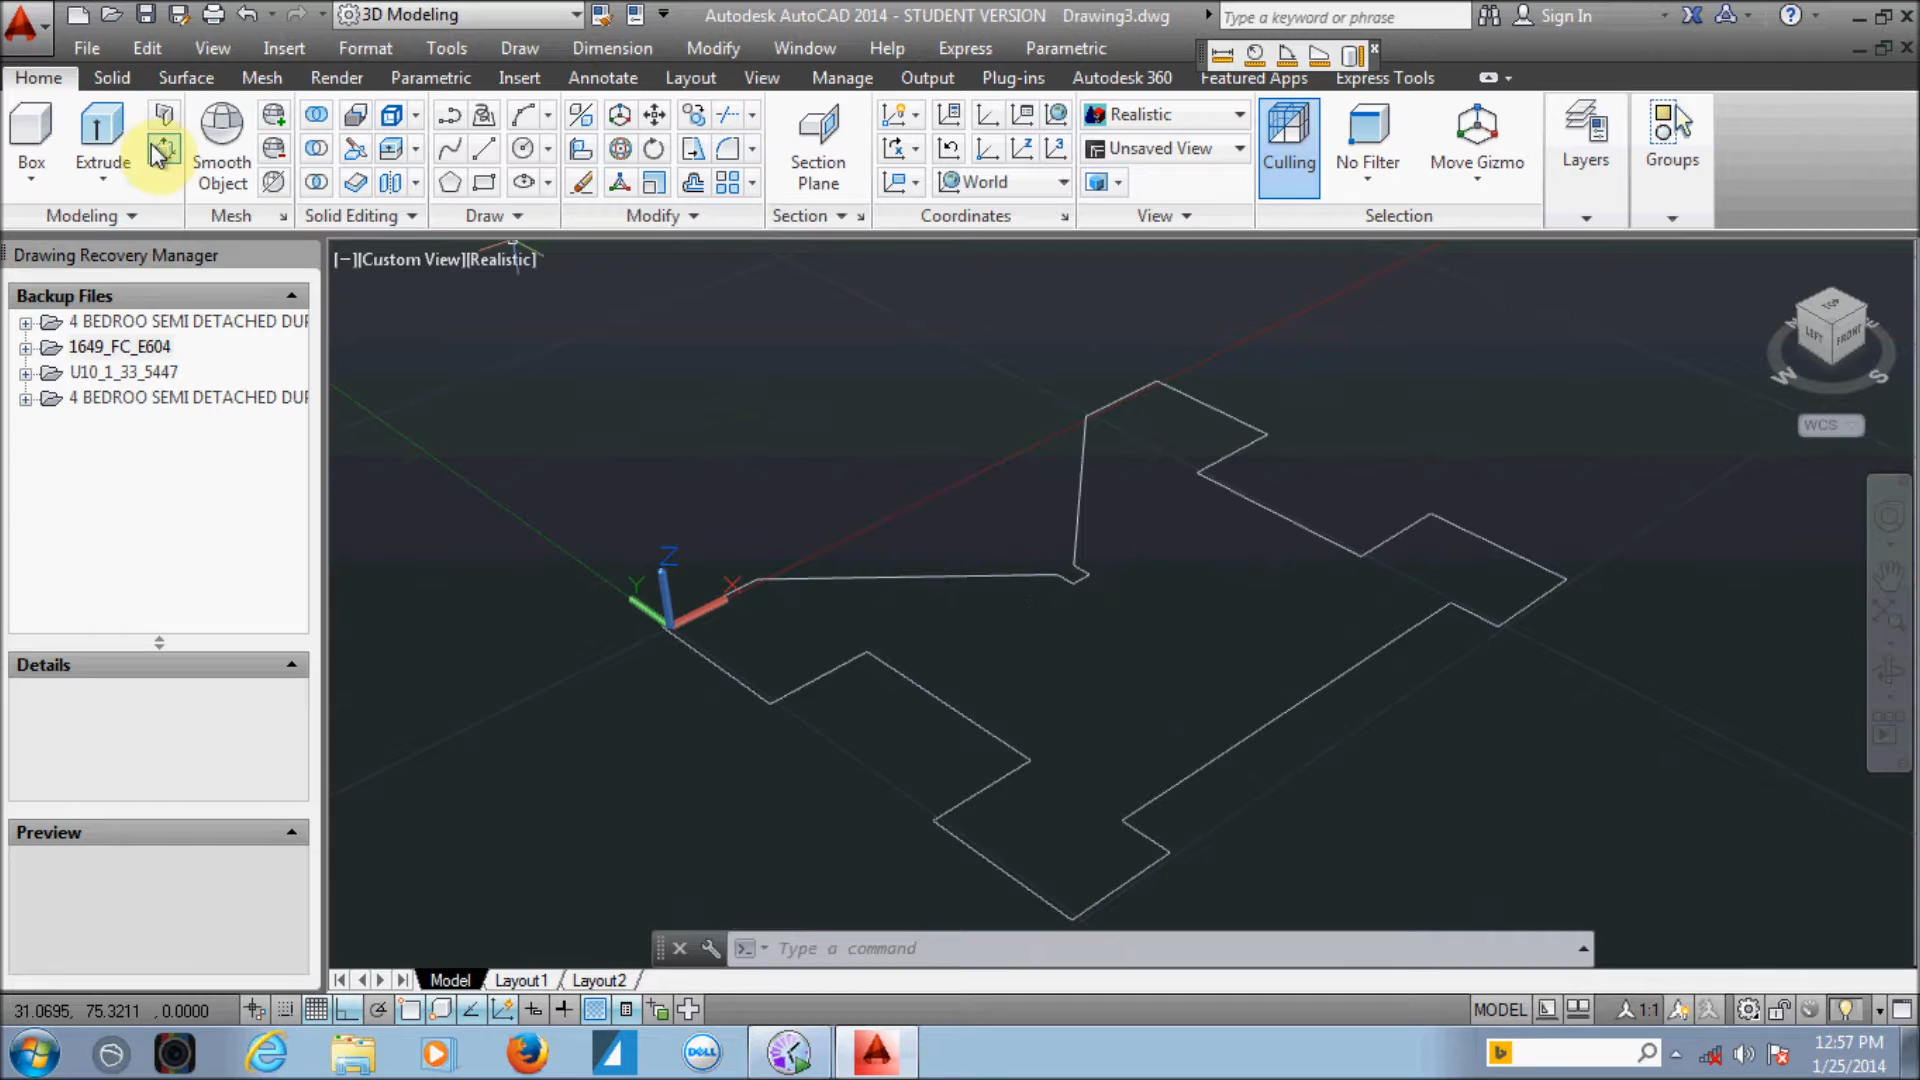 3D Modeling
Autodesk AutoCAD 2014 - STUDENT VERSION Drawing3.dwg
Type a keyword or phrase
Sign In
File Edit View Insert Format Tools Draw Dimension Modify Window Help Express Parametric
Home Solid Surface Mesh Render Parametric Insert Annotate Layout View Manage Output Plug-ins Autodesk 360 Featured Apps Express Tools
Box
Extrude
Smooth Object
Section Plane
Realistic
Unsaved View
World
Culling
No Filter
Move Gizmo
Layers
Groups
Modeling Mesh Solid Editing Draw Modify Section Coordinates View Selection
Drawing Recovery Manager
Backup Files
4 BEDROO SEMI DETACHED DUP
1649_FC_E604
U10_1_33_5447
4 BEDROO SEMI DETACHED DUP
Details
Preview
[−][Custom View][Realistic]
TOP
LEFT
FRONT
W
S
WCS
Z
Y
X
Type a command
Model Layout1 Layout2
31.0695, 75.3211 , 0.0000
MODEL
1:1
DELL
12:57 PM
1/25/2014